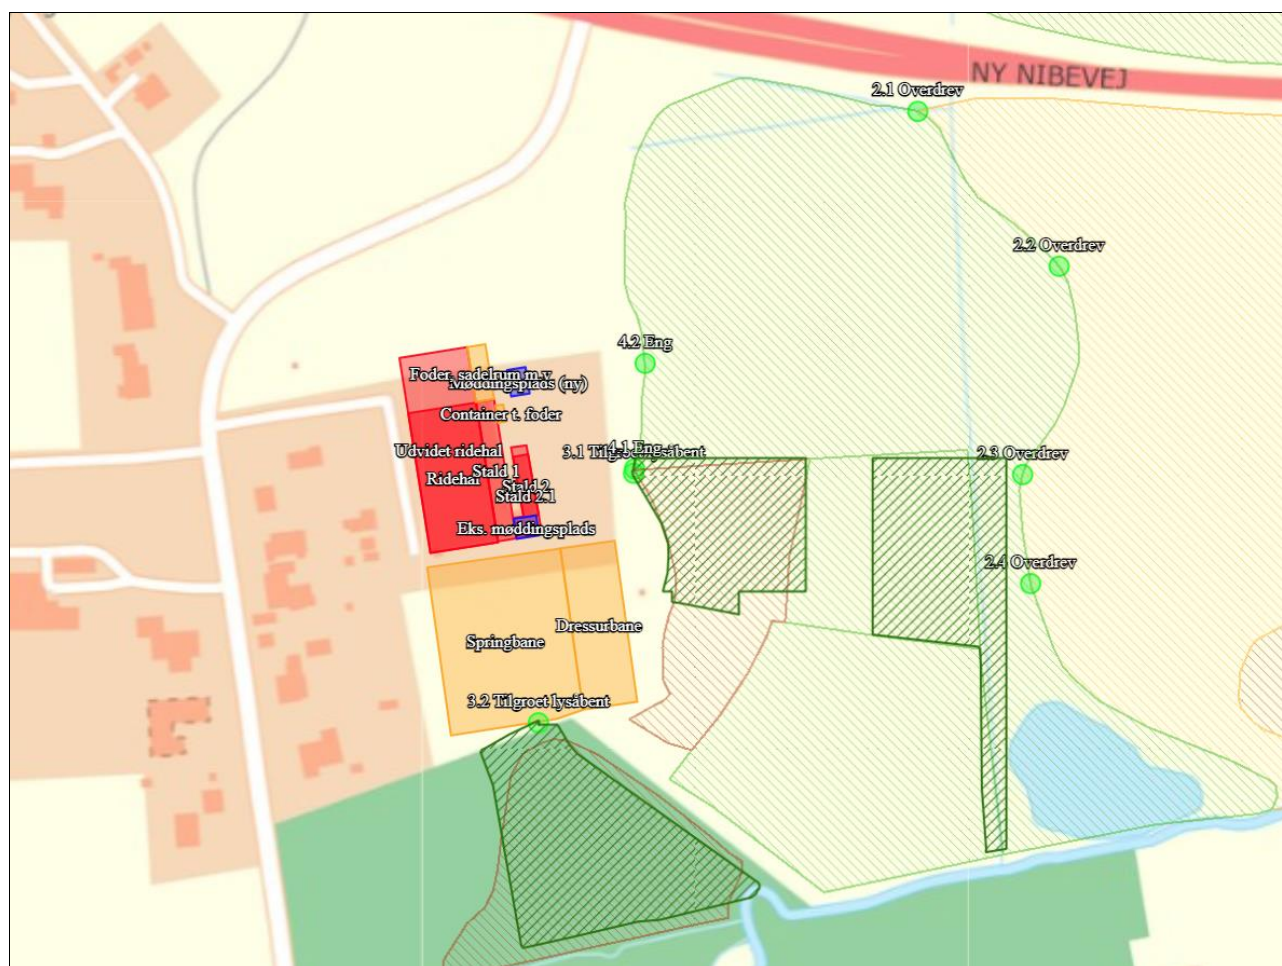 NY NIBEVEJ
2.1 Overdrev
2.2 Overdrev
4.2 Eng
Foder, sadelrum m.v
Møddingsplads (ny)
Container t. foder
4.1 Eng
3.1 Tilgroet lysåbent
2.3 Overdrev
Udvidet ridehal
Stald 1
Ridehal
Stald 2
Stald 2.1
Eks. møddingsplads
2.4 Overdrev
Dressurbane
Springbane
3.2 Tilgroet lysåbent